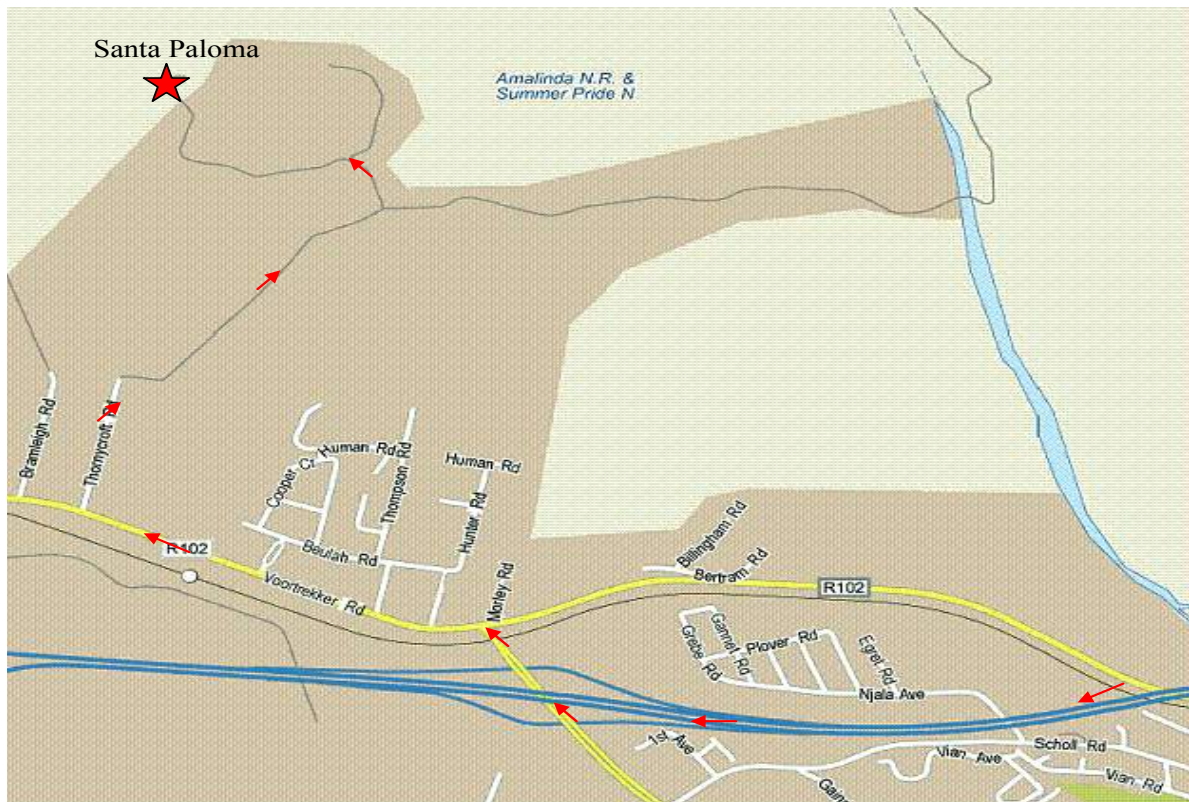 Santa Paloma
Amalinda N.R. &
Summer Pride N
Bramleigh Rd
Thornycroft Rd
Cooper Cr
Human Rd
Thompson Rd
Human Rd
Hunter Rd
Beulah Rd
R102
Voortrekker Rd
Morley Rd
Billingham Rd
Bertram Rd
R102
Grebe Rd
Gannet Rd
Plover Rd
Egret Rd
Njala Ave
1st Ave
Vian Ave
Scholl Rd
Vian Rd